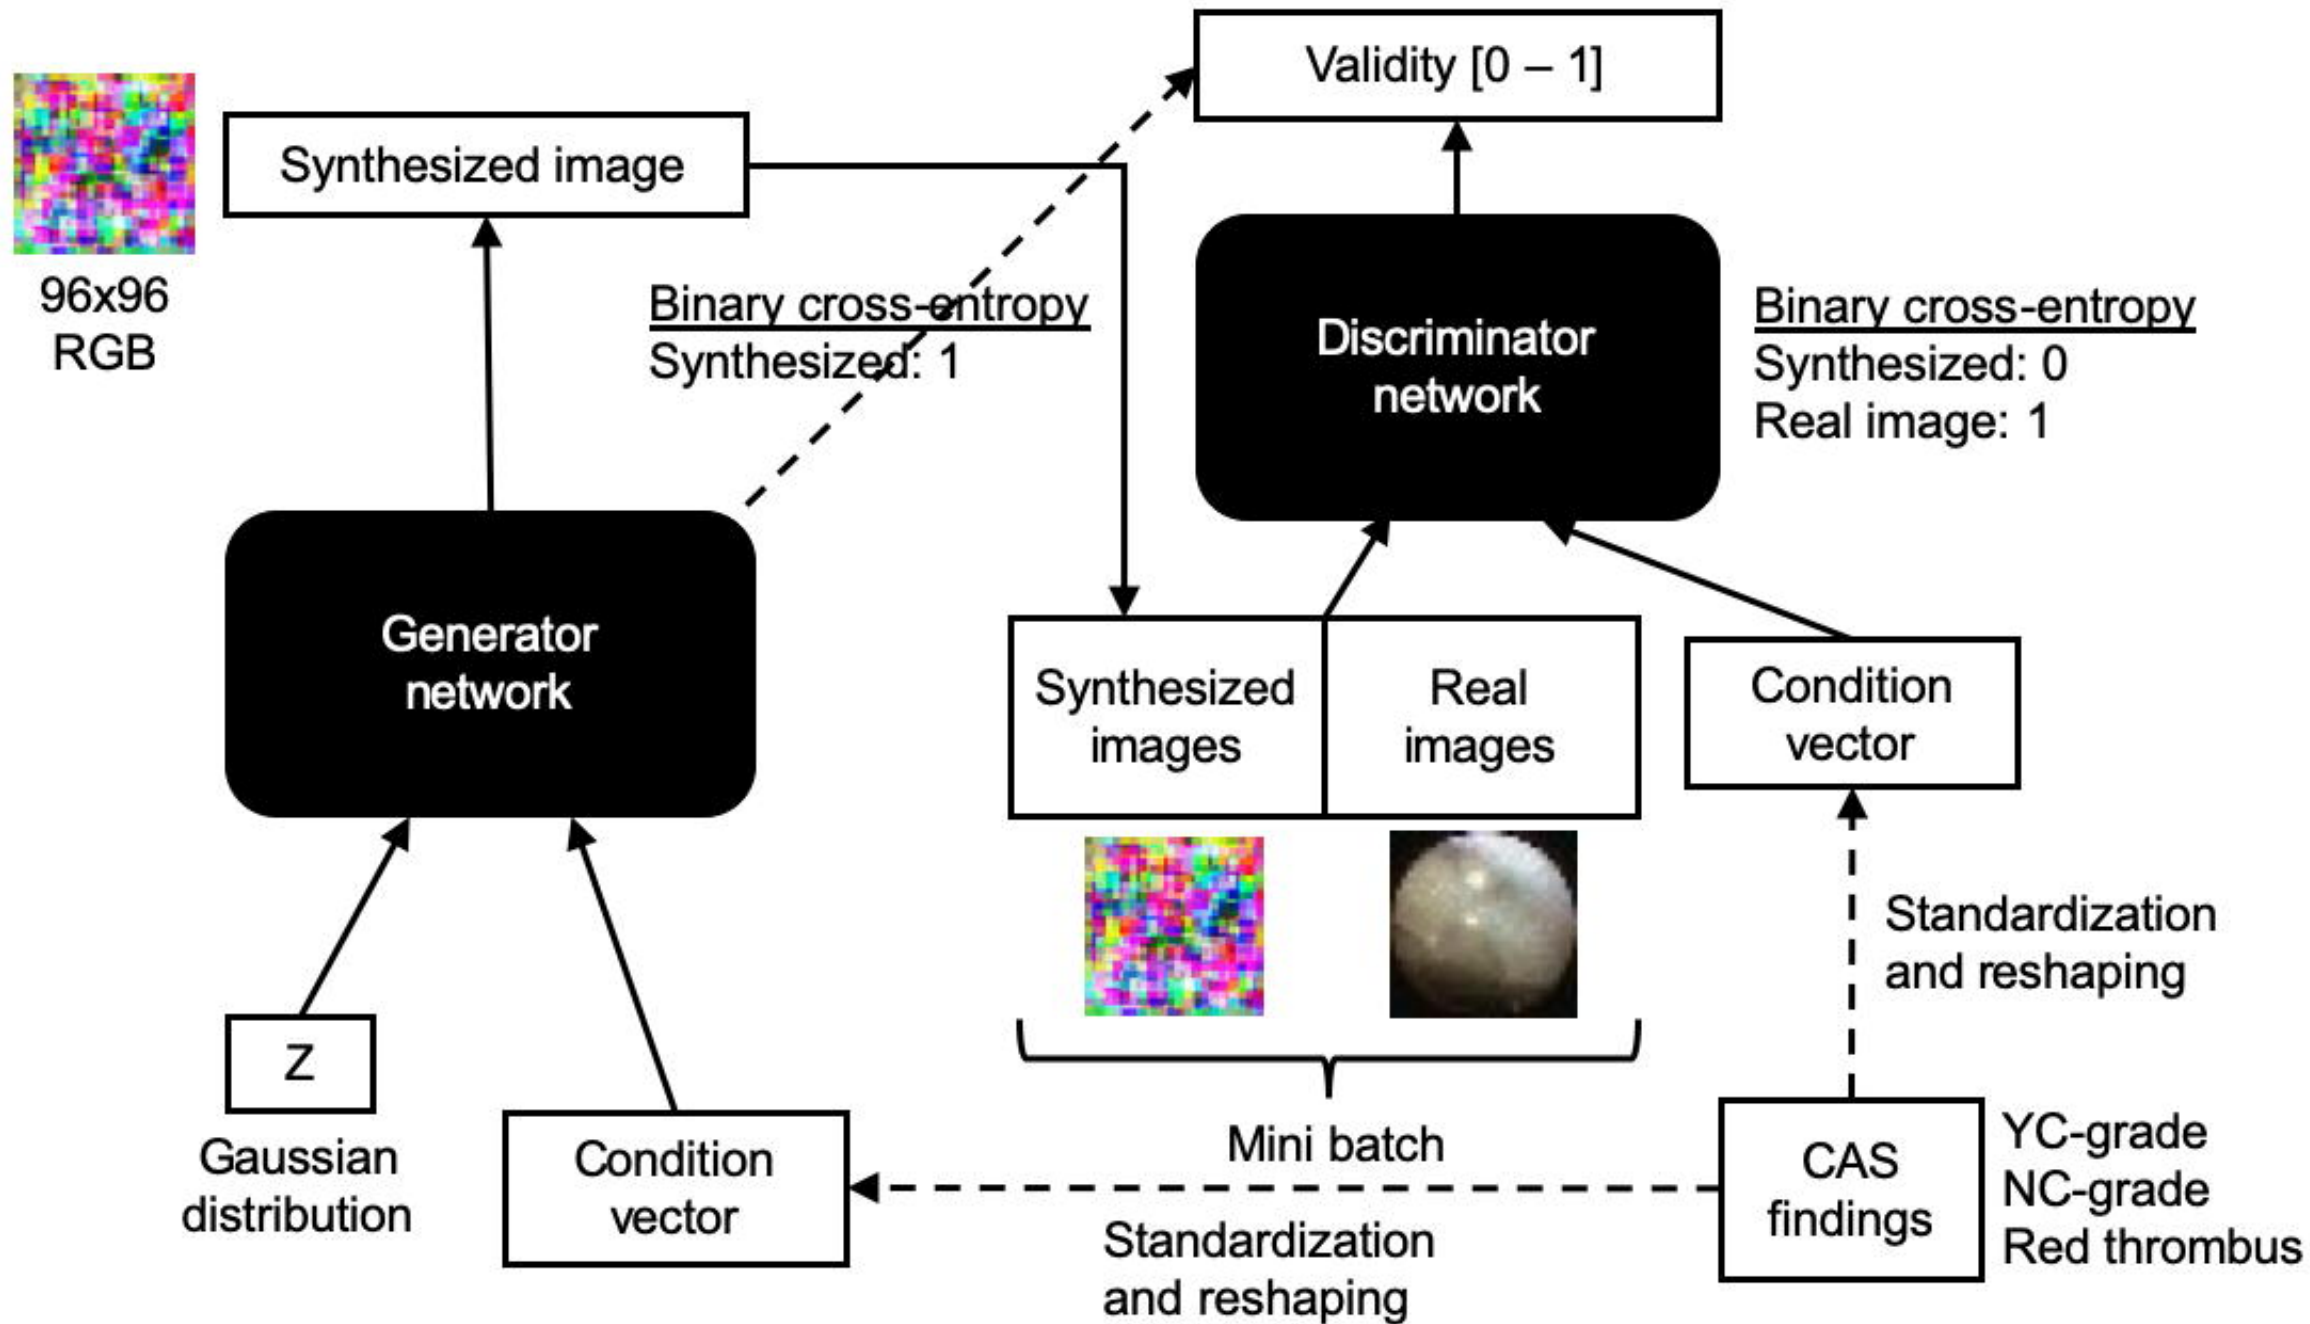 Validity [0 – 1]
Synthesized image
96x96
RGB
Binary cross-entropy
Synthesized: 1
Discriminator
network
Binary cross-entropy
Synthesized: 0
Real image: 1
Generator
network
Synthesized
images
Real
images
Condition
vector
Standardization
and reshaping
Z
Gaussian
distribution
Condition
vector
Mini batch
Standardization
and reshaping
CAS
findings
YC-grade
NC-grade
Red thrombus